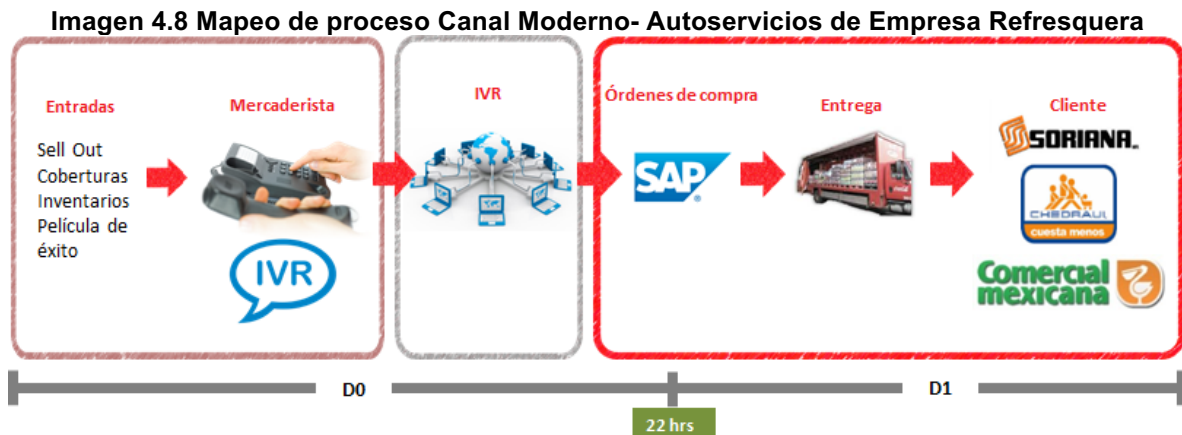 Imagen 4.8 Mapeo de proceso Canal Moderno- Autoservicios de Empresa Refresquera
Entradas
Sell Out
Coberturas
Inventarios
Película de
éxito
Mercaderista
IVR
IVR
Órdenes de compra
SAP
Entrega
Cliente
SORIANA
CHEDRAUI
cuesta menos
Comercial
mexicana
D0
22 hrs
D1